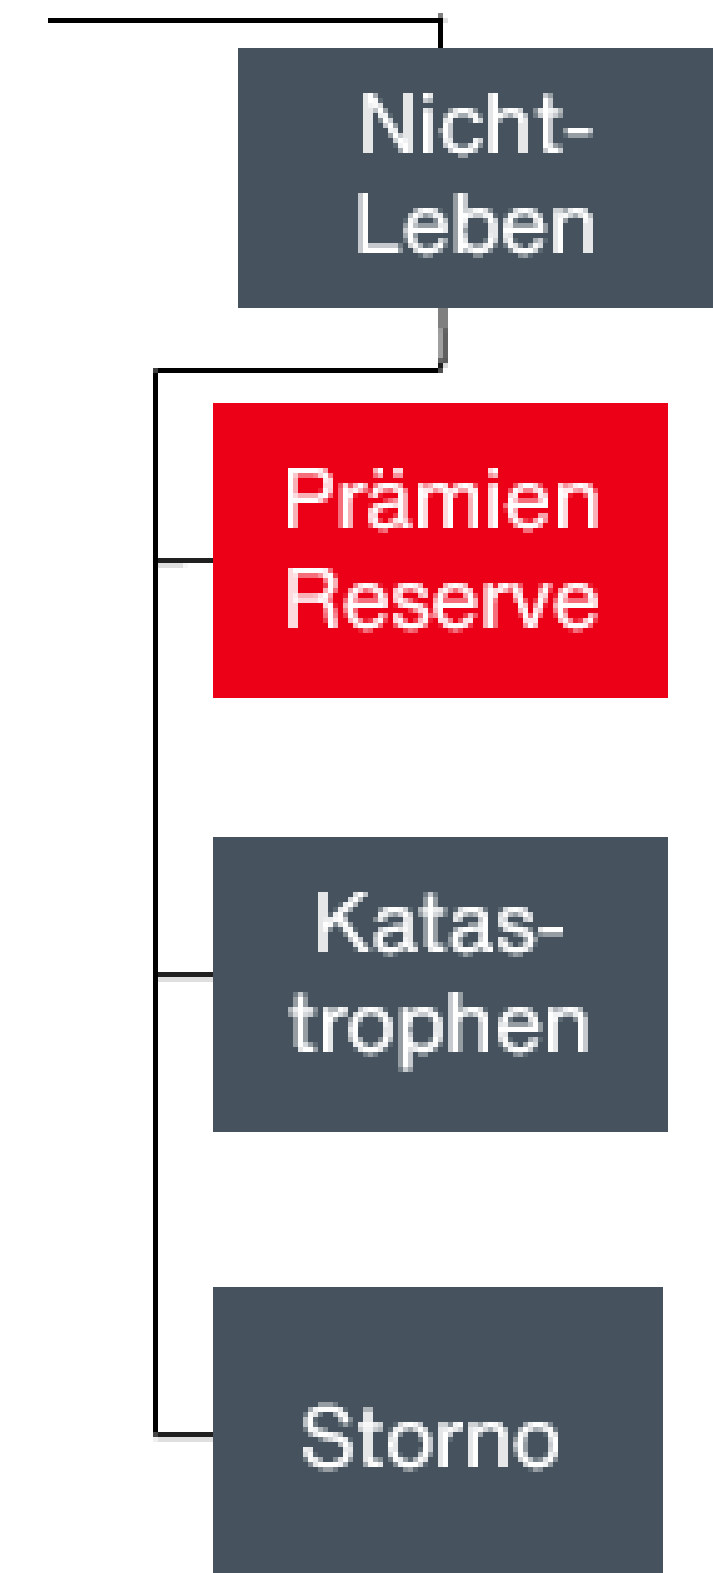 Nicht-
Leben
Prämien
Reserve
Katas-
trophen
Storno